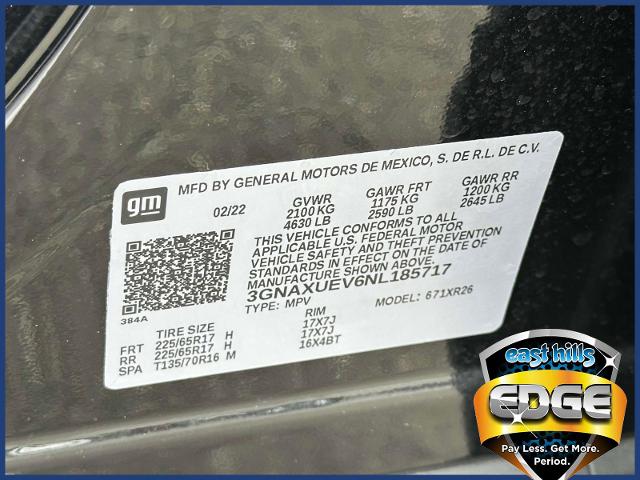 gm
MFD BY GENERAL MOTORS DE MEXICO, S. DE R.L. DE C.V.
02/22
GVWR
2100 KG
4630 LB
GAWR FRT
1175 KG
2590 LB
GAWR RR
1200 KG
2645 LB
THIS VEHICLE CONFORMS TO ALL
APPLICABLE U.S. FEDERAL MOTOR
VEHICLE SAFETY AND THEFT PREVENTION
STANDARDS IN EFFECT ON THE DATE OF
MANUFACTURE SHOWN ABOVE.
3GNAXUEV6NL185717
TYPE: MPV
MODEL: 671XR26
384A
TIRE SIZE
RIM
FRT 225/65R17 H 17X7J
RR 225/65R17 H 17X7J
SPA T135/70R16 M 16X4BT
east hills
EDGE
Pay Less. Get More.
Period.